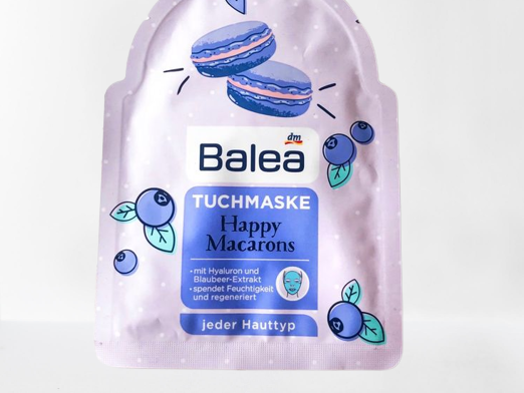 dm
Balea
TUCHMASKE
Happy
Macarons
• mit Hyaluron und
Blaubeer-Extrakt
• spendet Feuchtigkeit
und regeneriert
jeder Hauttyp